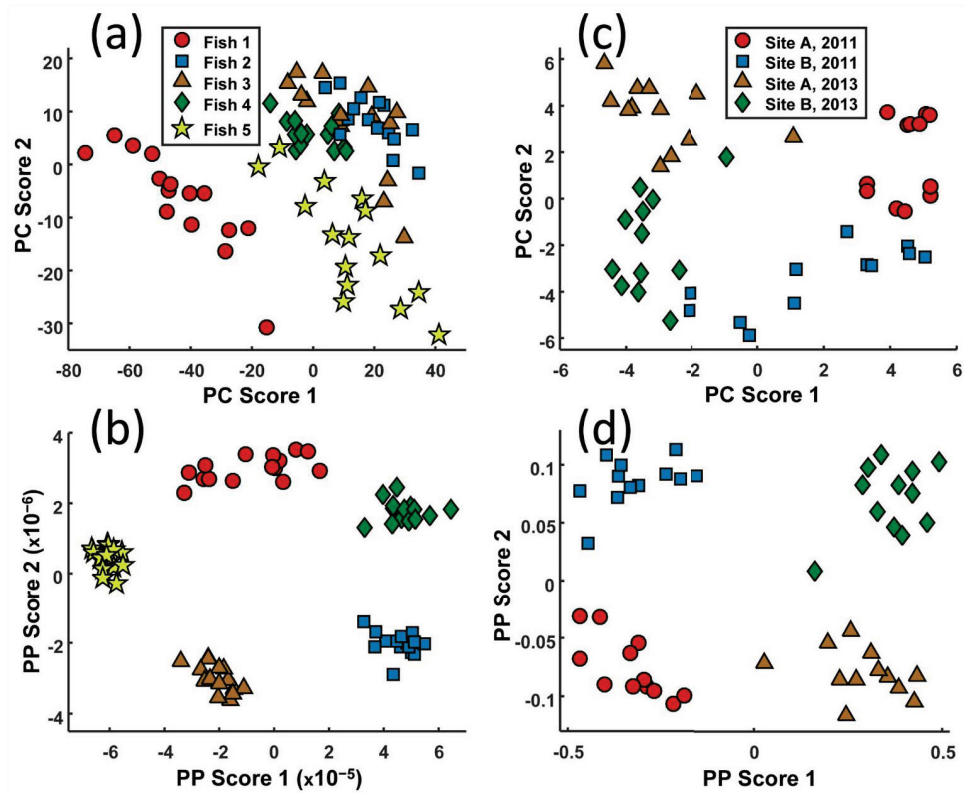 (a)
Fish 1
Fish 2
Fish 3
Fish 4
Fish 5
20
10
0
-10
-20
-30
PC Score 2
-80
-60
-40
-20
0
20
40
PC Score 1
(c)
Site A, 2011
Site B, 2011
Site A, 2013
Site B, 2013
6
4
2
0
-2
-4
-6
PC Score 2
6
-4
-2
0
2
4
6
PC Score 1
(b)
4
2
0
-2
-4
PP Score 2 (x10-6)
-6
-4
-2
0
2
4
6
PP Score 1 (x10-5)
(d)
0.1
0.05
0
-0.05
-0.1
PP Score 2
-0.5
0
0.5
PP Score 1